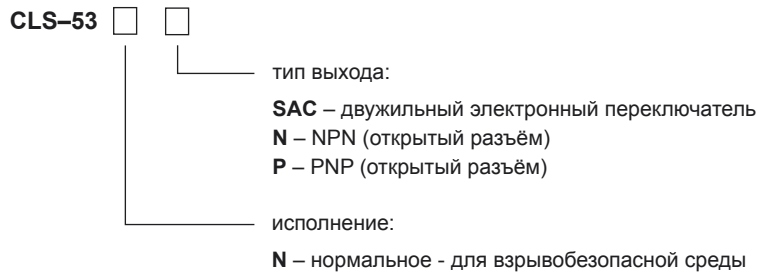 CLS–53
тип выхода:
SAC – двужильный электронный переключатель
N – NPN (открытый разъём)
P – PNP (открытый разъём)
исполнение:
N – нормальное - для взрывобезопасной среды